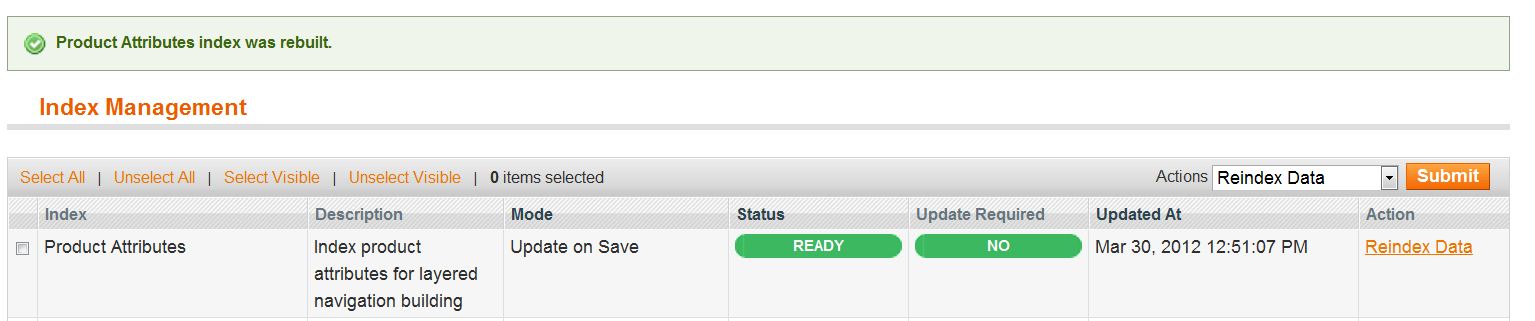 Product Attributes index was rebuilt.
Index Management
Select All | Unselect All | Select Visible | Unselect Visible | 0 items selected Actions Reindex Data Submit
Index Description Mode Status Update Required Updated At Action
Product Attributes Index product Update on Save READY NO Mar 30, 2012 12:51:07 PM Reindex Data
attributes for layered
navigation building